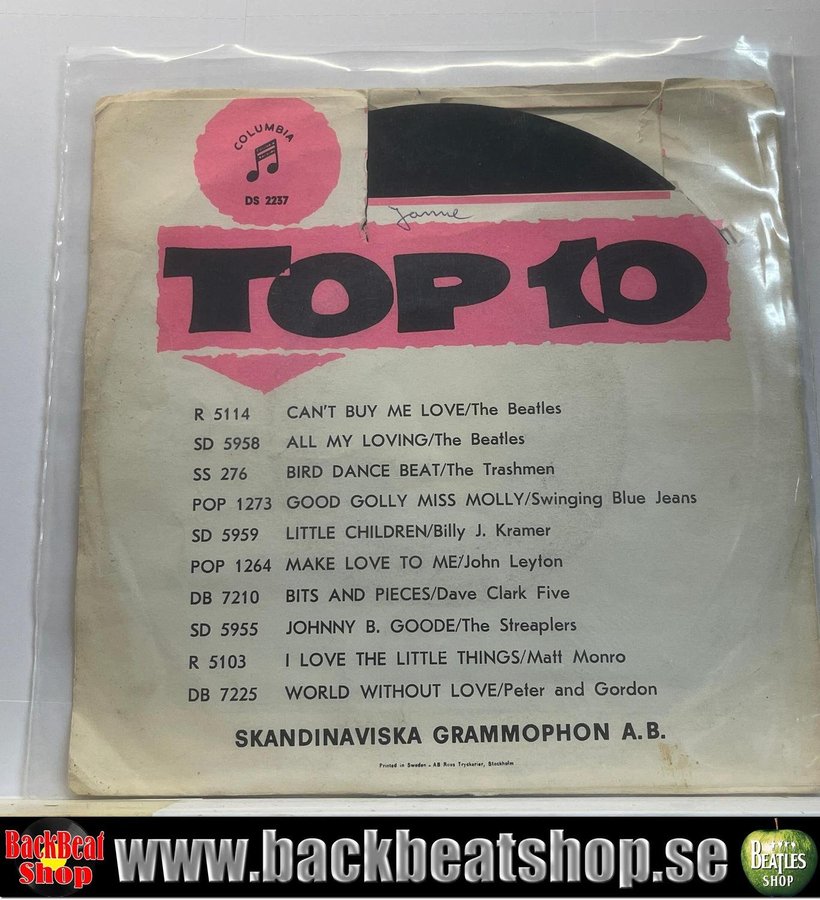 COLUMBIA
DS 2237
Janne
TOP 10
R 5114 CAN'T BUY ME LOVE/The Beatles
SD 5958 ALL MY LOVING/The Beatles
SS 276 BIRD DANCE BEAT/The Trashmen
POP 1273 GOOD GOLLY MISS MOLLY/Swinging Blue Jeans
SD 5959 LITTLE CHILDREN/Billy J. Kramer
POP 1264 MAKE LOVE TO ME/John Leyton
DB 7210 BITS AND PIECES/Dave Clark Five
SD 5955 JOHNNY B. GOODE/The Streaplers
R 5103 I LOVE THE LITTLE THINGS/Matt Monro
DB 7225 WORLD WITHOUT LOVE/Peter and Gordon
SKANDINAVISKA GRAMMOPHON A.B.
Printed in Sweden - AB Ross Tryckerier, Stockholm
BackBeat
Shop
www.backbeatshop.se
BEATLES
SHOP